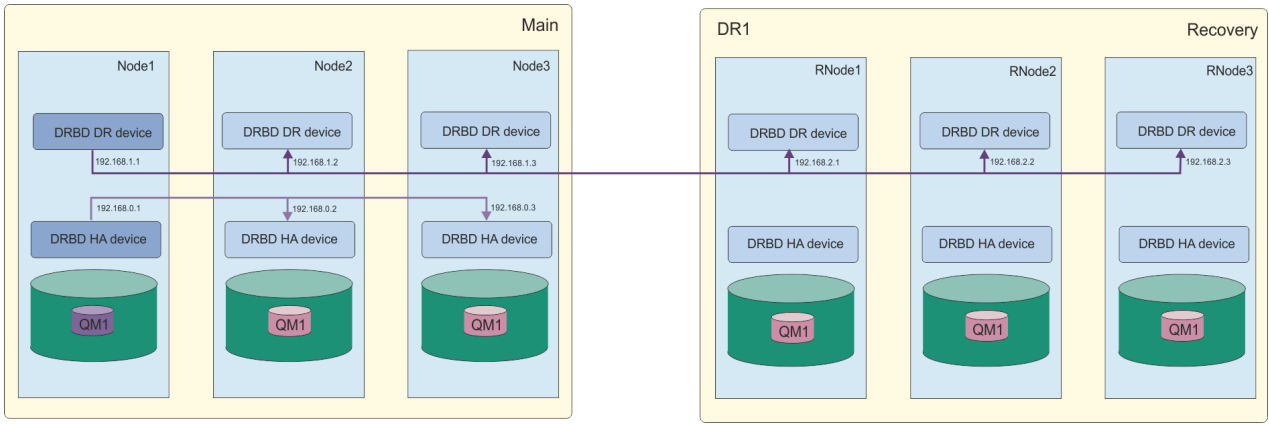 Main
Node1
Node2
Node3
DRBD DR device
DRBD DR device
DRBD DR device
192.168.1.1
192.168.1.2
192.168.1.3
192.168.0.1
192.168.0.2
192.168.0.3
DRBD HA device
DRBD HA device
DRBD HA device
QM1
QM1
QM1
DR1
Recovery
RNode1
RNode2
RNode3
DRBD DR device
DRBD DR device
DRBD DR device
192.168.2.1
192.168.2.2
192.168.2.3
DRBD HA device
DRBD HA device
DRBD HA device
QM1
QM1
QM1